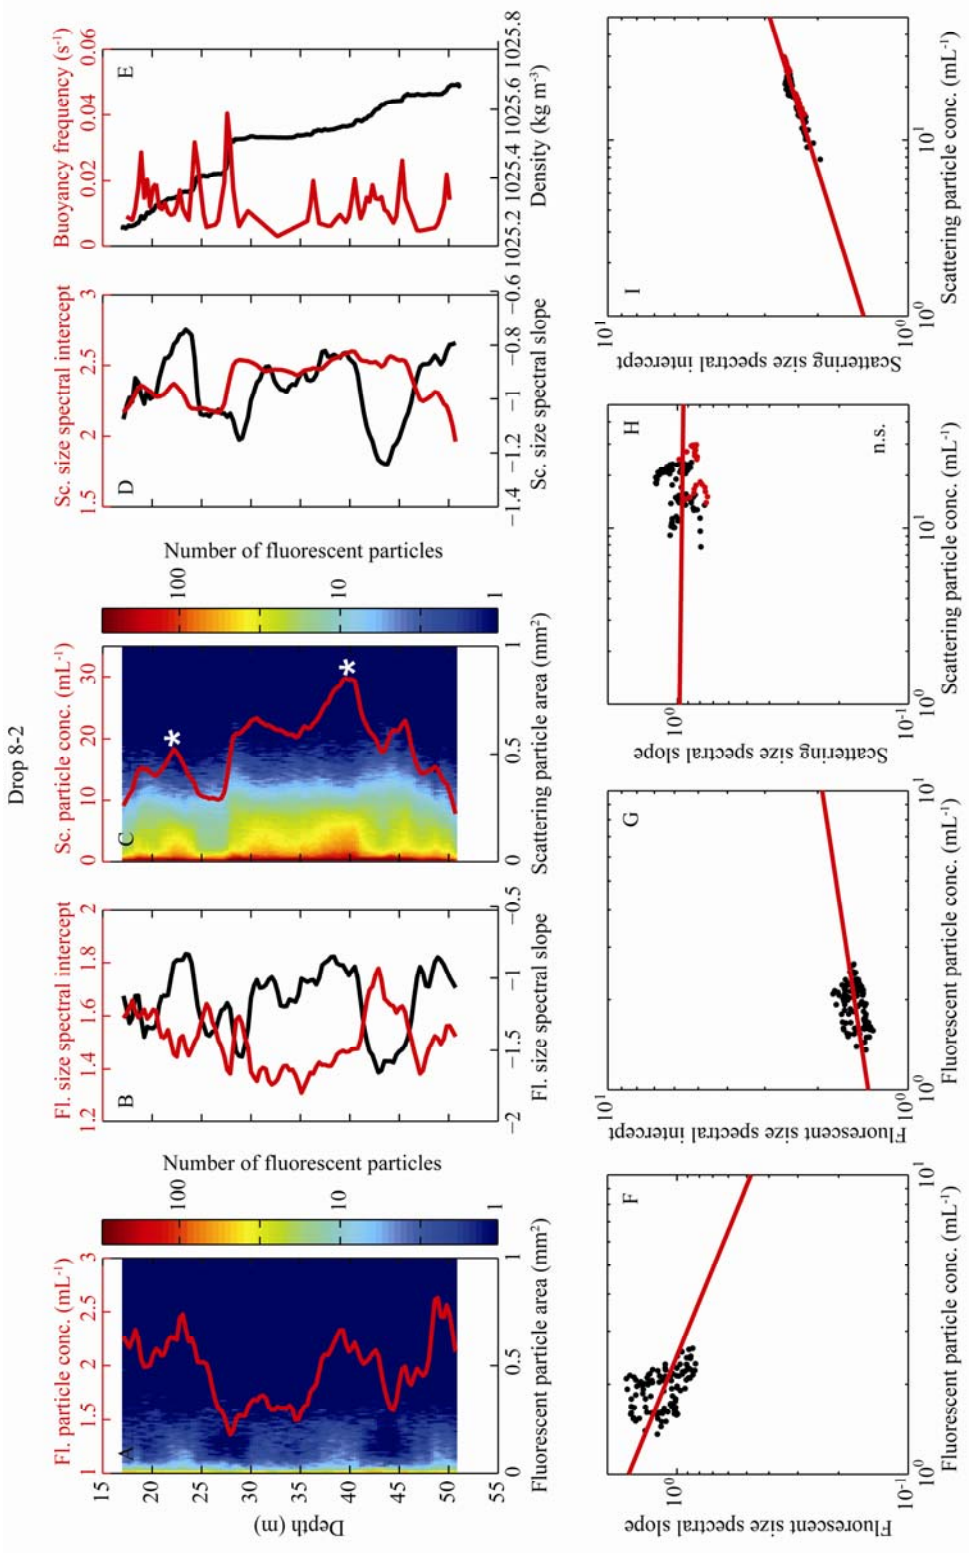 Drop 8-2
Fl. particle conc. (mL-1)
1 1.5 2 2.5 3
A
15
20
25
30
35
40
45
50
55
Depth (m)
0 0.5 1
Fluorescent particle area (mm2)
100
10
1
Number of fluorescent particles
Fl. size spectral intercept
1.2 1.4 1.6 1.8 2
B
−2 −1.5 −1 −0.5
Fl. size spectral slope
Sc. particle conc. (mL-1)
0 10 20 30
C
*
*
0 0.5 1
Scattering particle area (mm2)
100
10
1
Number of fluorescent particles
Sc. size spectral intercept
1.5 2 2.5 3
D
−1.4 −1.2 −1 −0.8 −0.6
Sc. size spectral slope
Buoyancy frequency (s-1)
0 0.02 0.04 0.06
E
1025.2 1025.4 1025.6 1025.8
Density (kg m-3)
F
Fluorescent size spectral slope
100
10-1
100 101
Fluorescent particle conc. (mL-1)
G
Fluorescent size spectral intercept
101
100
100 101
Fluorescent particle conc. (mL-1)
H
n.s.
Scattering size spectral slope
100
10-1
100 101
Scattering particle conc. (mL-1)
I
Scattering size spectral intercept
101
100
100 101
Scattering particle conc. (mL-1)